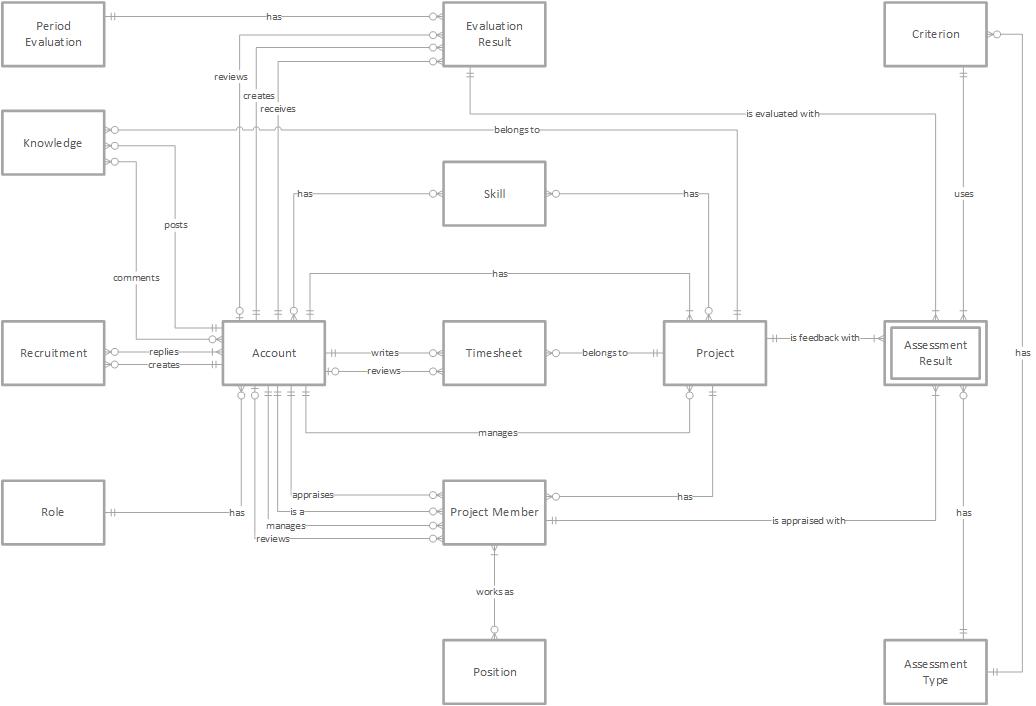 Period
Evaluation
has
Evaluation
Result
Criterion
reviews
creates
receives
is evaluated with
Knowledge
belongs to
has
Skill
has
uses
posts
comments
has
Recruitment
replies
creates
Account
writes
reviews
Timesheet
belongs to
Project
is feedback with
Assessment
Result
has
manages
appraises
is a
manages
reviews
Role
has
Project Member
has
is appraised with
has
works as
Position
Assessment
Type